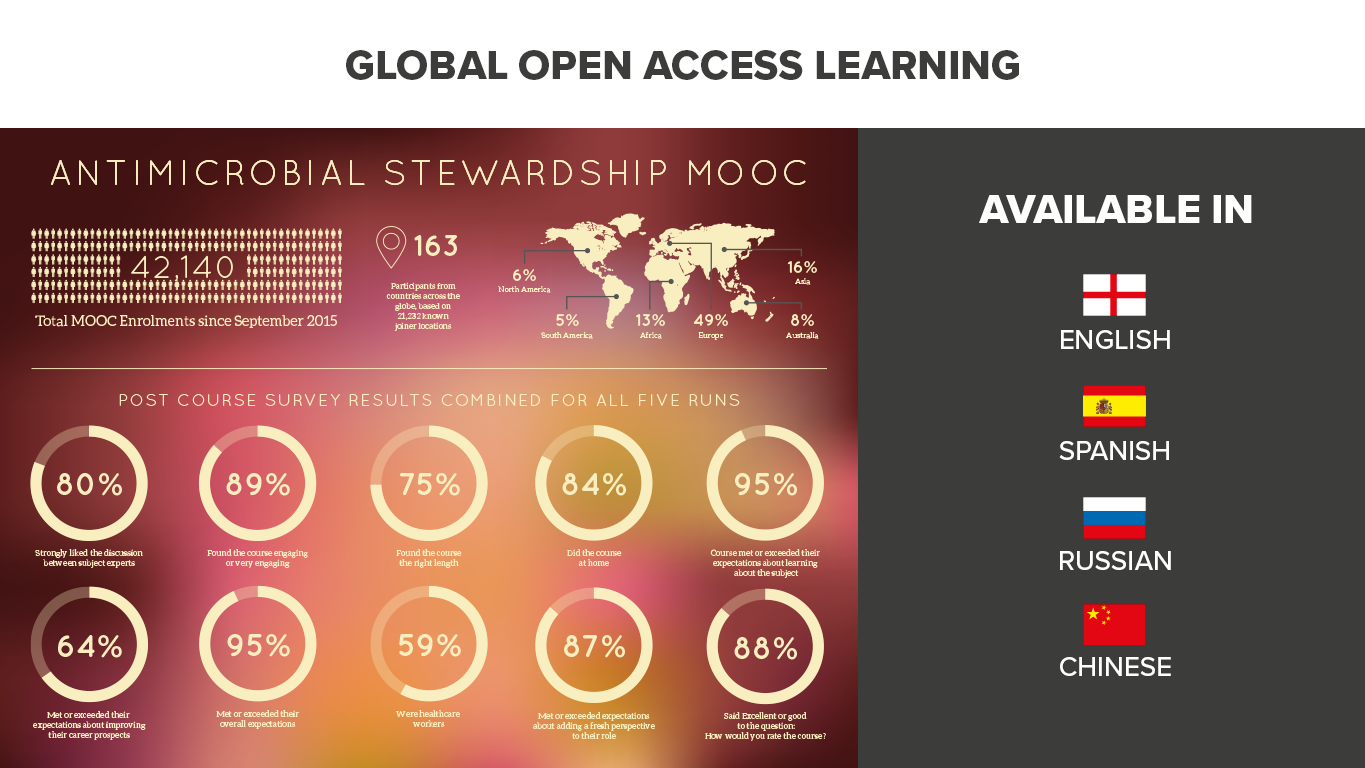 GLOBAL OPEN ACCESS LEARNING
ANTIMICROBIAL STEWARDSHIP MOOC
42,140
Total MOOC Enrolments since September 2015
163
Participants from
countries across the
globe, based on
21,232 known
joiner locations
6%
North America
16%
Asia
5%
South America
13%
Africa
49%
Europe
8%
Australia
POST COURSE SURVEY RESULTS COMBINED FOR ALL FIVE RUNS
80%
Strongly liked the discussion
between subject experts
89%
Found the course engaging
or very engaging
75%
Found the course
the right length
84%
Did the course
at home
95%
Course met or exceeded their
expectations about learning
about the subject
64%
Met or exceeded their
expectations about improving
their career prospects
95%
Met or exceeded their
overall expectations
59%
Were healthcare
workers
87%
Met or exceeded expectations
about adding a fresh perspective
to their role
88%
Said Excellent or good
to the question:
How would you rate the course?
AVAILABLE IN
ENGLISH
SPANISH
RUSSIAN
CHINESE